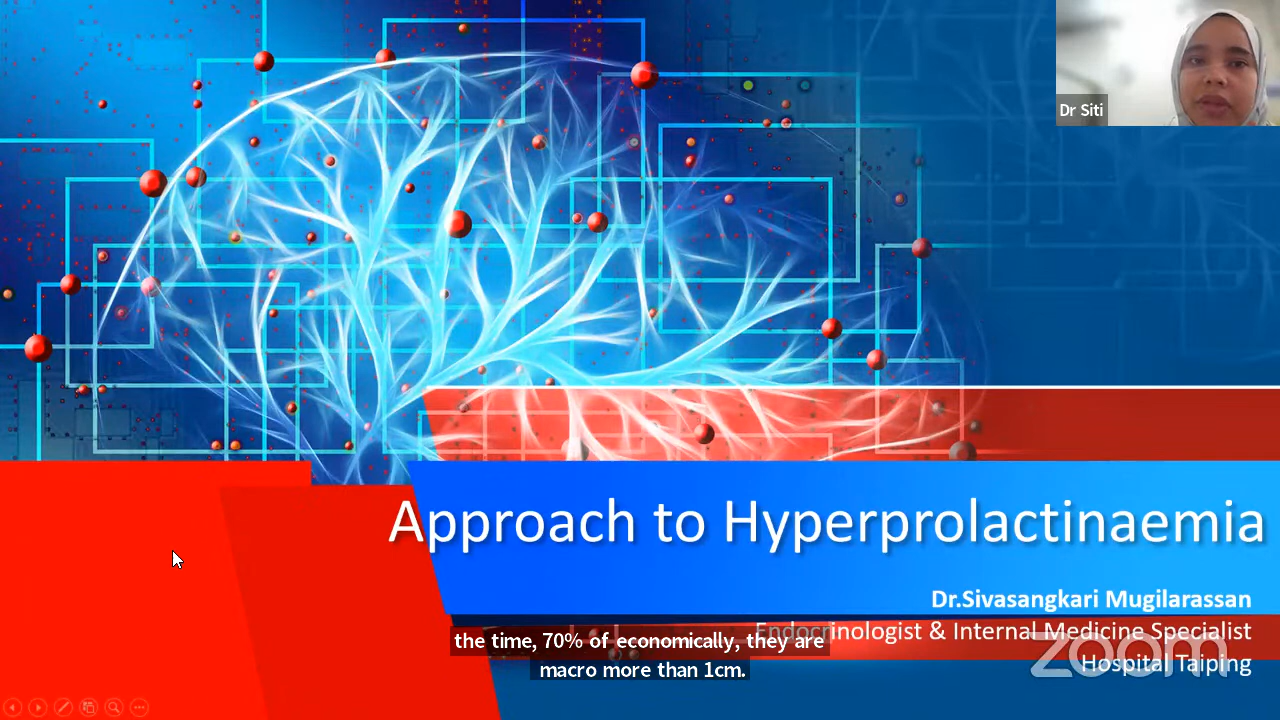 Dr Siti
Approach to Hyperprolactinaemia
Dr.Sivasangkari Mugilarassan
Endocrinologist & Internal Medicine Specialist
Hospital Taiping
the time, 70% of economically, they are
macro more than 1cm.
zoom